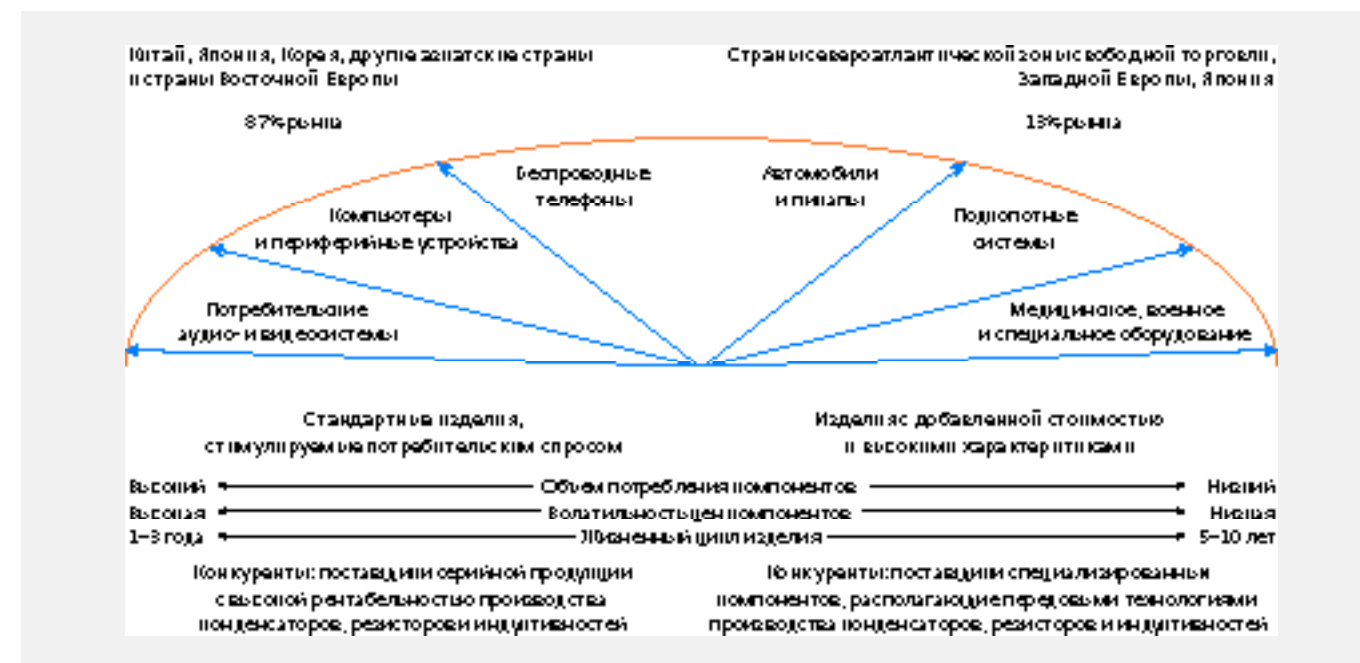 Китай, Япония, Корея, другие азиатские страны
и страны Восточной Европы
Страны североатлантической зоны свободной торговли,
Западной Европы, Япония
87% рынка
13% рынка
Беспроводные
телефоны
Автомобили
и пикапы
Компьютеры
и периферийные устройства
Подкапотные
системы
Потребительские
аудио- и видеосистемы
Медицинское, военное
и специальное оборудование
Стандартные изделия,
стимулируемые потребительским спросом
Изделия с добавленной стоимостью
и высокими характеритиками
Высокий Объем потребления компонентов Низкий
Высокая Волатильность цен компонентов Низкая
1–3 года Жизненный цикл изделия 5–10 лет
Конкуренты: поставщики серийной продукции
с высокой рентабельностью производства
конденсаторов, резисторов и индуктивностей
Конкуренты: поставщики специализированных
компонентов, располагающие передовыми технологиями
производства конденсаторов, резисторов и индуктивностей